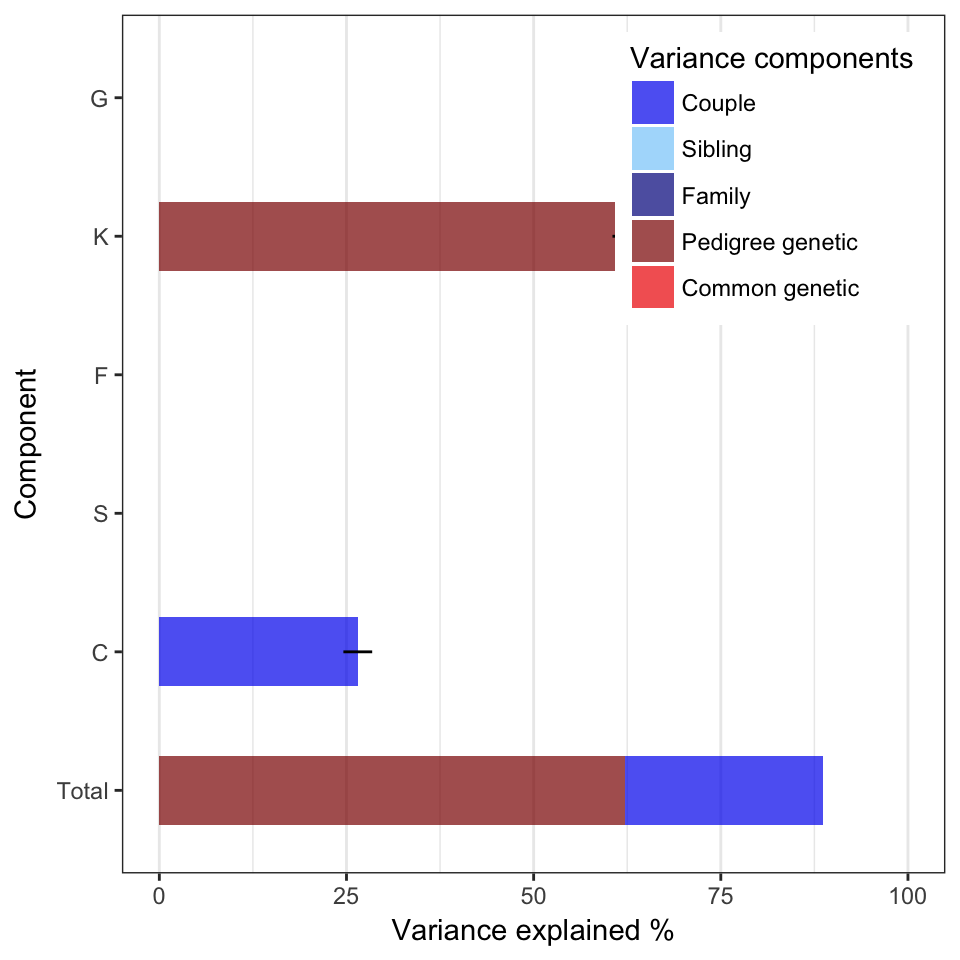 Variance components
Couple
Sibling
Family
Pedigree genetic
Common genetic
G
K
F
S
C
Total
Component
0 25 50 75 100
Variance explained %